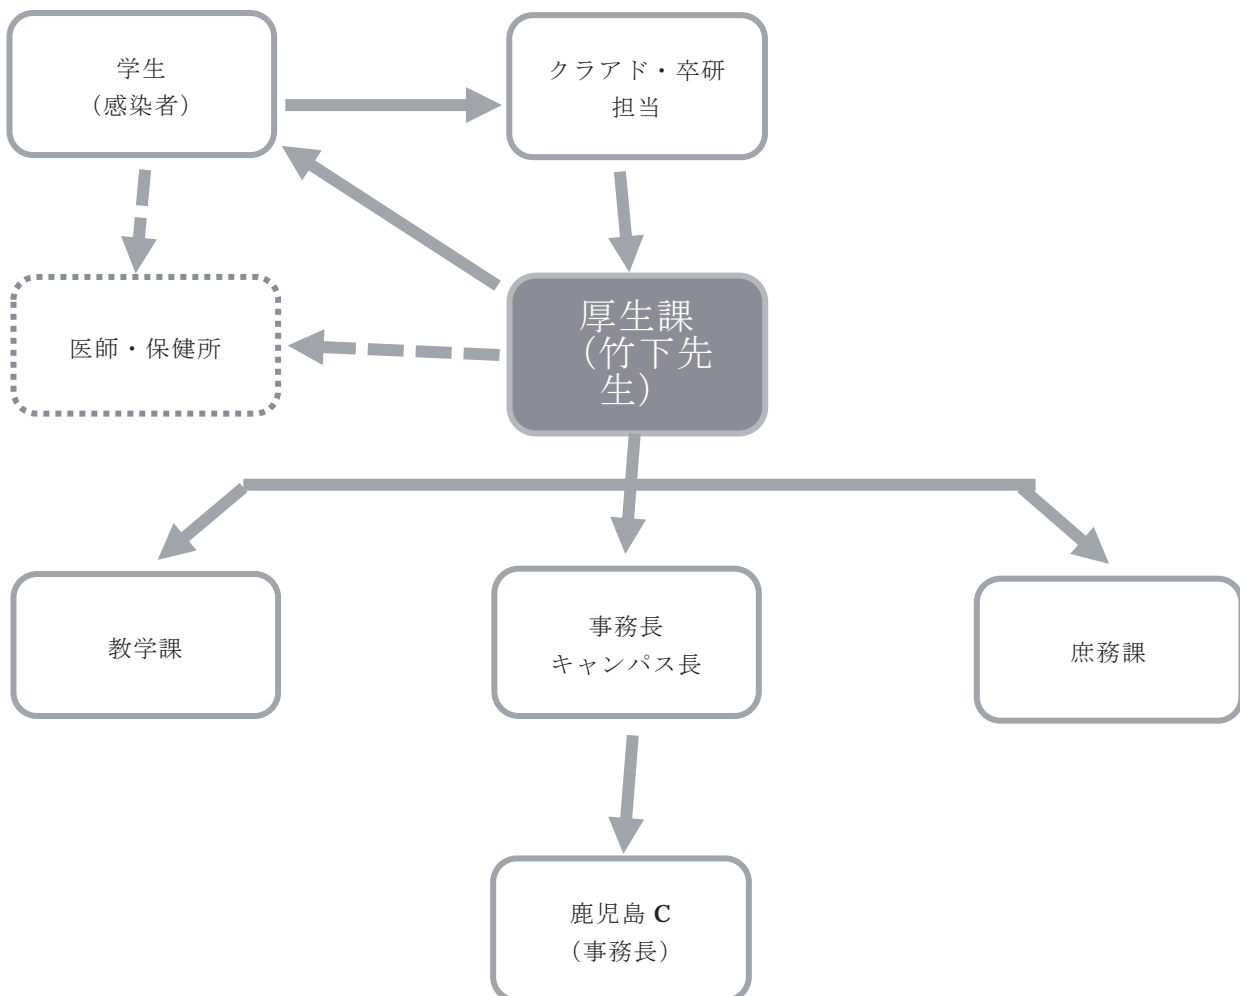 学生
（感染者）
クラアド・卒研
担当
医師・保健所
厚生課
（竹下先
生）
教学課
事務長
キャンパス長
庶務課
鹿児島 C
（事務長）